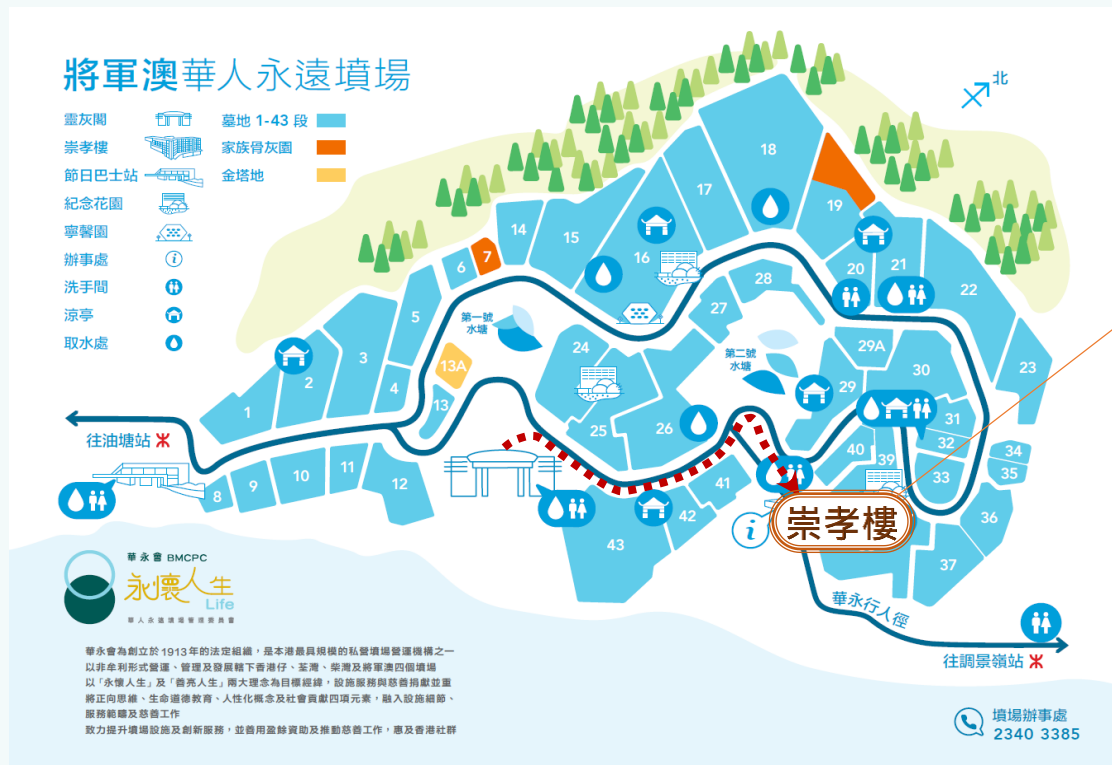 將軍澳華人永遠墳場
北
靈灰閣
崇孝樓
節日巴士站
紀念花園
寧馨園
辦事處
洗手間
涼亭
取水處
墓地 1-43 段
家族骨灰園
金塔地
18
17
19
16
15
14
7
6
5
3
2
1
4
13A
13
第一號
水塘
24
25
26
27
28
第二號
水塘
20
21
22
23
29A
29
30
31
32
33
34
35
36
37
39
40
41
42
43
12
11
10
9
8
往油塘站
i
崇孝樓
華永行人徑
往調景嶺站
華永會 BMCPC
永懷人生
Life
華人永遠墳場管理委員會
華永會為創立於1913年的法定組織，是本港最具規模的私營墳場營運機構之一
以非牟利形式營運、管理及發展轄下香港仔、荃灣、柴灣及將軍澳四個墳場
以「永懷人生」及「善亮人生」兩大理念為目標經緯，設施服務與慈善捐獻並重
將正向思維、生命道德教育、人性化概念及社會貢獻四項元素，融入設施細節、
服務範疇及慈善工作
致力提升墳場設施及創新服務，並善用盈餘資助及推動慈善工作，惠及香港社群
墳場辦事處
2340 3385